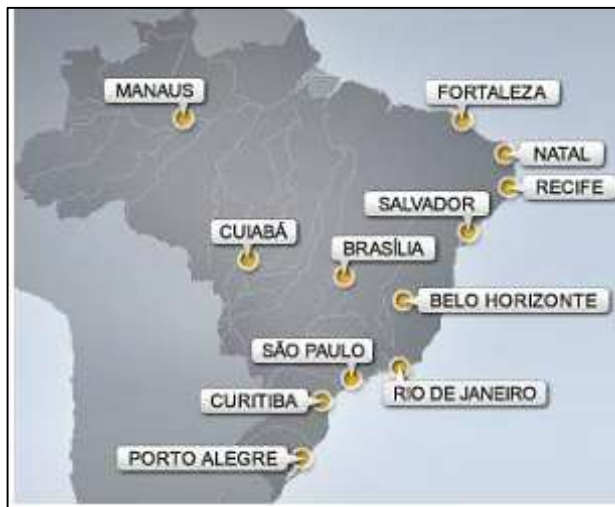 MANAUS
FORTALEZA
NATAL
RECIFE
SALVADOR
CUIABÁ
BRASÍLIA
BELO HORIZONTE
SÃO PAULO
RIO DE JANEIRO
CURITIBA
PORTO ALEGRE